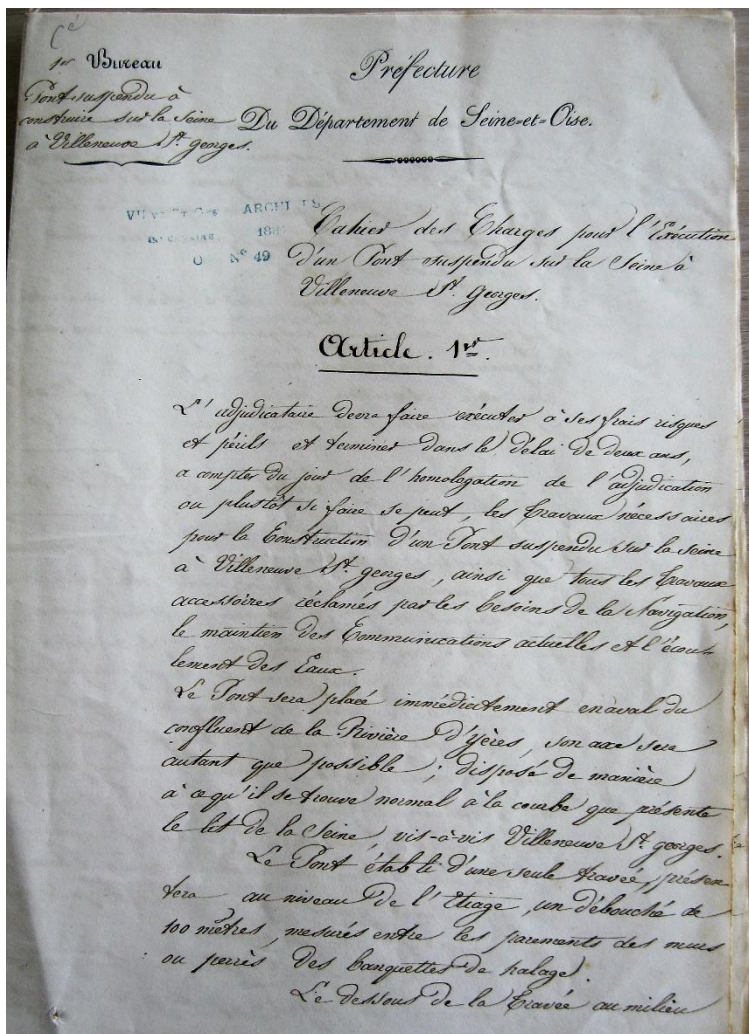 Cé
1er Bureau
Pont suspendu à
construire sur la Seine
à Villeneuve St. georges.
Préfecture
Du Département de Seine-et-Oise.
ARCHIVES
18
O N° 49
Cahier des Charges pour l'Exécution
d'un Pont suspendu sur la Seine à
Villeneuve St. Georges.
Article. 1er.
L'adjudicataire devra faire exécuter à ses frais risques
et périls et terminer dans le délai de deux ans,
a compter du jour de l'homologation de l'adjudication
ou plustôt si faire se peut, les travaux nécessaires
pour la Construction d'un Pont suspendu sur la Seine
à Villeneuve St. georges, ainsi que tous les travaux
accessoires réclamés par les besoins de la Navigation,
le maintien des Communications actuelles et l'écou-
lement des Eaux.
Le Pont sera placé immédictement en aval du
confluent de la Rivière d'Yères, son axe sera
autant que possible; disposé de manière
à ce qu'il se trouve normal à la courbe que présente
le lit de la Seine, vis-à-vis Villeneuve St. georges.
Le Pont établi d'une seule travée, présen
tera au niveau de l'Etiage, un débouché de
100 mètres, mesurés entre les parements des murs
ou perrés des banquettes de halage.
Le dessous de la travée au milieu